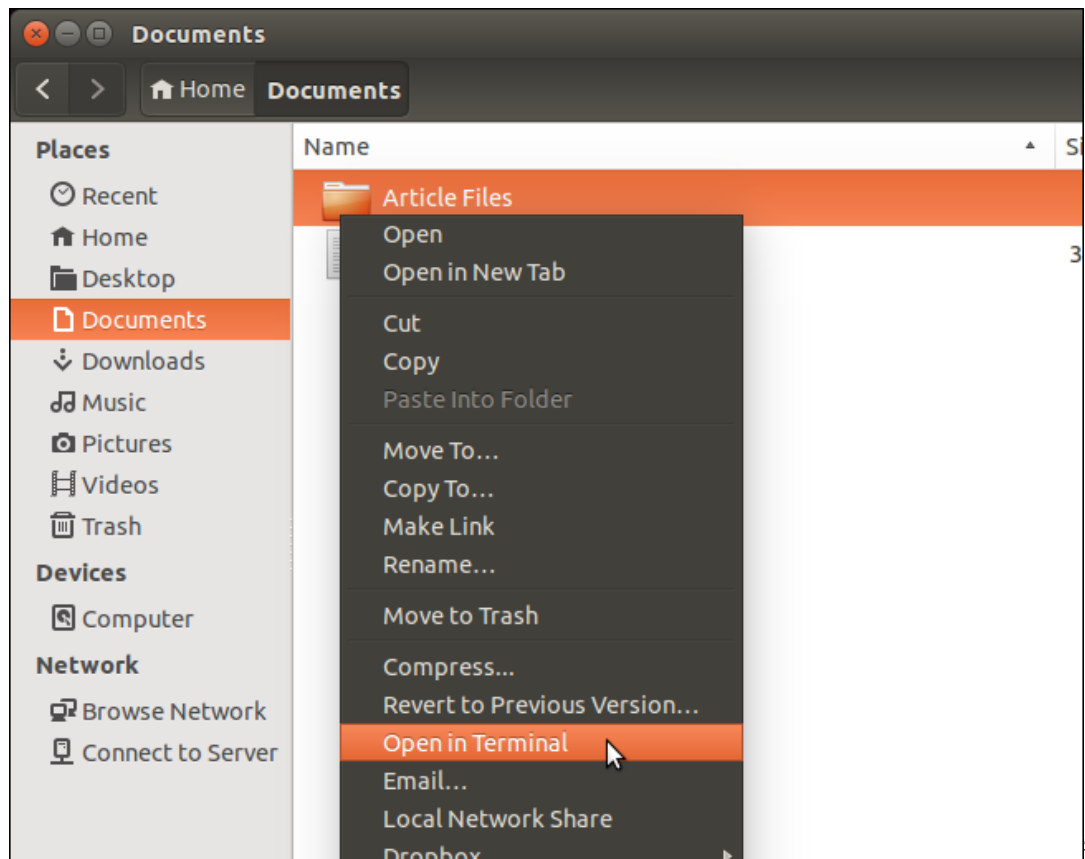 Documents
Home Documents
Places
Recent
Home
Desktop
Documents
Downloads
Music
Pictures
Videos
Trash
Devices
Computer
Network
Browse Network
Connect to Server
Name
Article Files
3
Open
Open in New Tab
Cut
Copy
Paste Into Folder
Move To…
Copy To…
Make Link
Rename…
Move to Trash
Compress...
Revert to Previous Version…
Open in Terminal
Email…
Local Network Share
Dropbox